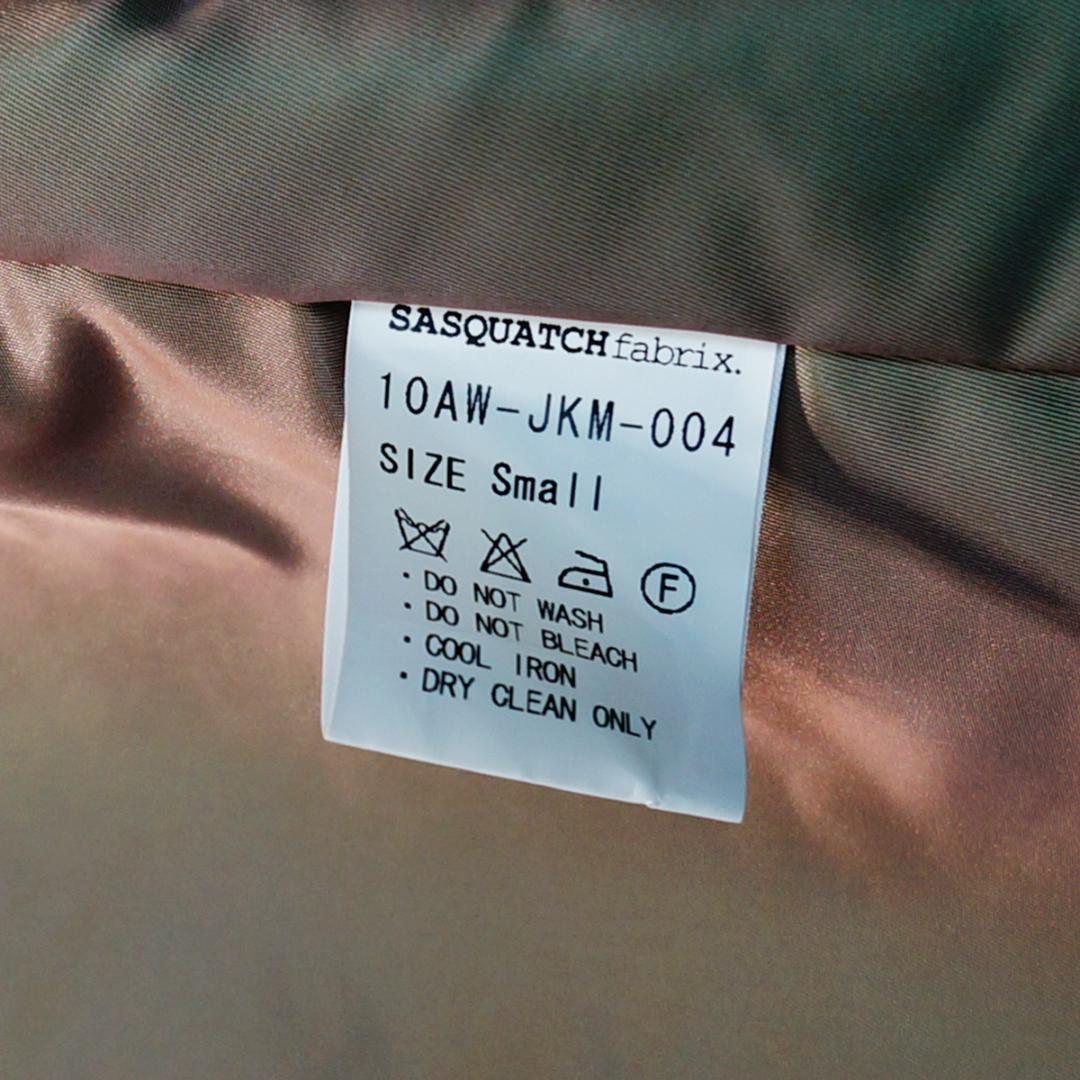 SASQUATCHfabrix.
10AW-JKM-004
SIZE Small
F
・DO NOT WASH
・DO NOT BLEACH
・COOL IRON
・DRY CLEAN ONLY